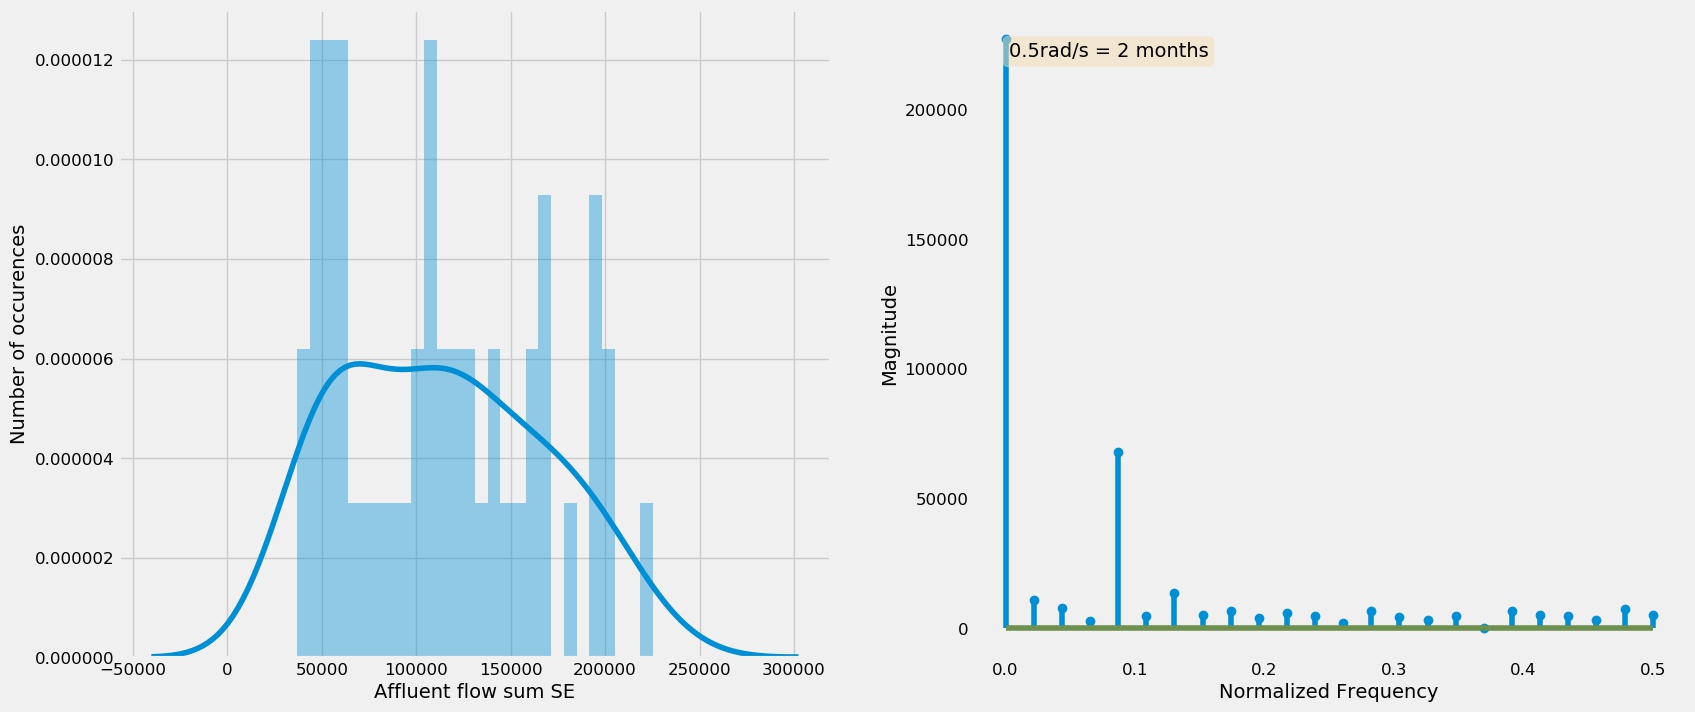 0.000012
0.000010
0.000008
0.000006
0.000004
0.000002
0.000000
Number of occurences
−50000 0 50000 100000 150000 200000 250000 300000
Affluent flow sum SE
0.5rad/s = 2 months
200000
150000
100000
50000
0
Magnitude
0.0 0.1 0.2 0.3 0.4 0.5
Normalized Frequency